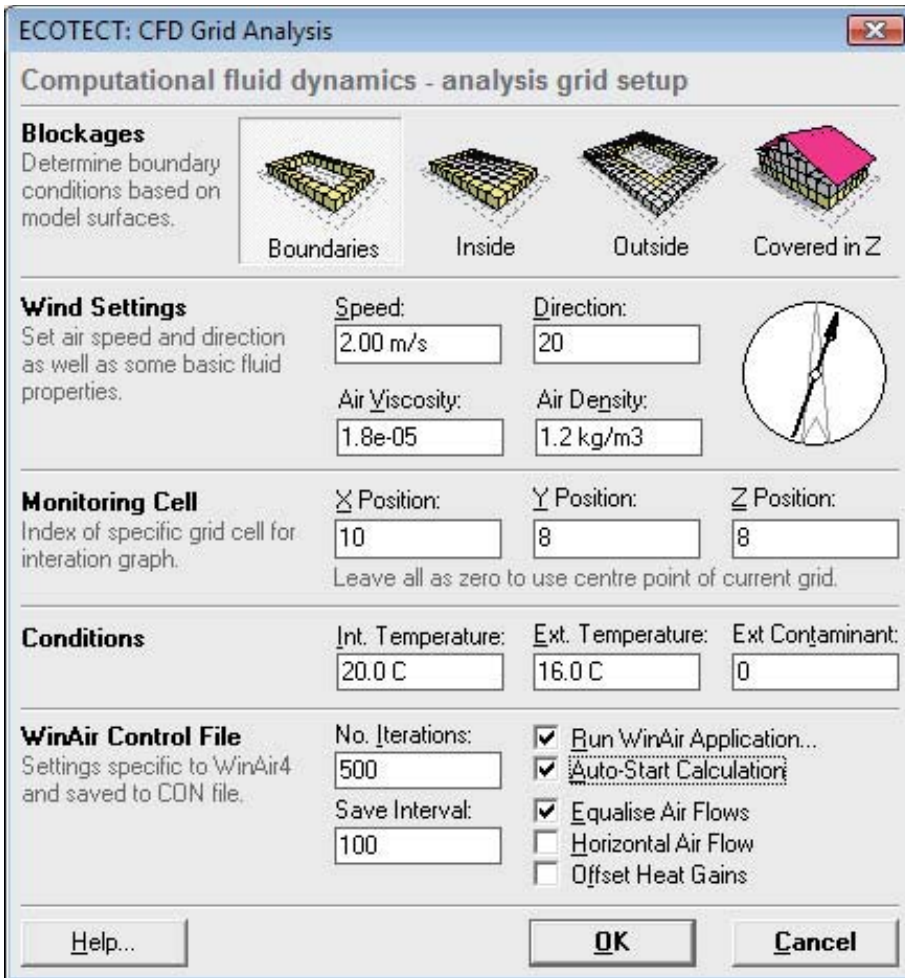 ECOTECT: CFD Grid Analysis
Computational fluid dynamics - analysis grid setup
Blockages
Determine boundary
conditions based on
model surfaces.
Boundaries
Inside
Outside
Covered in Z
Wind Settings
Set air speed and direction
as well as some basic fluid
properties.
Speed:
2.00 m/s
Direction:
20
Air Viscosity:
1.8e-05
Air Density:
1.2 kg/m3
Monitoring Cell
Index of specific grid cell for
interation graph.
X Position:
10
Y Position:
8
Z Position:
8
Leave all as zero to use centre point of current grid.
Conditions
Int. Temperature:
20.0 C
Ext. Temperature:
16.0 C
Ext Contaminant:
0
WinAir Control File
Settings specific to WinAir4
and saved to CON file.
No. Iterations:
500
Save Interval:
100
Run WinAir Application...
Auto-Start Calculation
Equalise Air Flows
Horizontal Air Flow
Offset Heat Gains
Help...
OK
Cancel